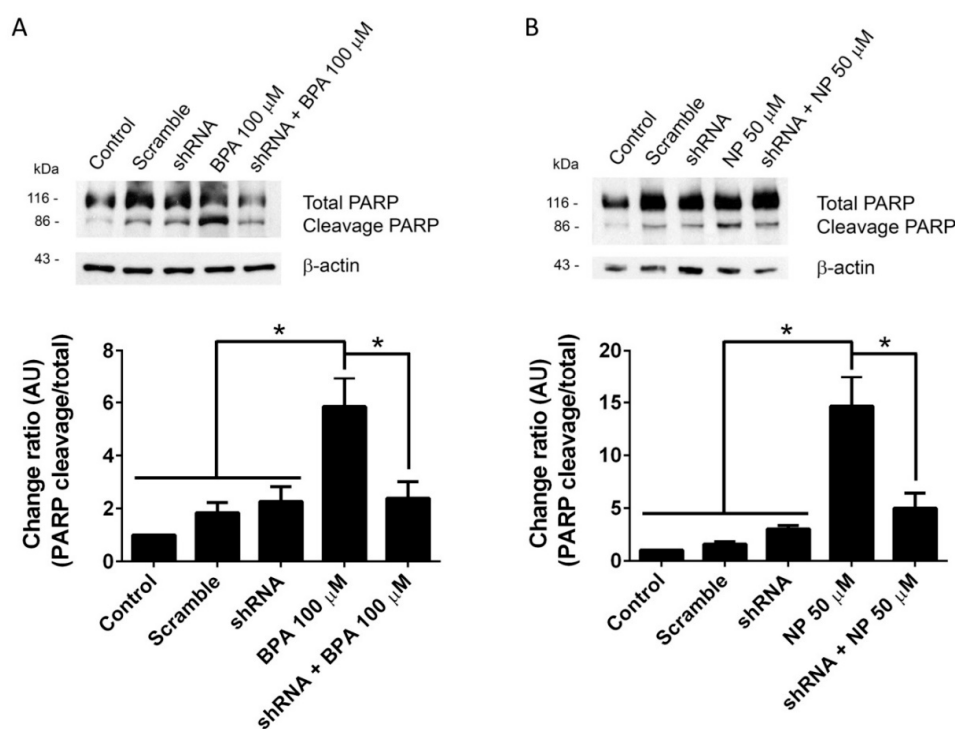 A
Control
Scramble
shRNA
BPA 100 μM
shRNA + BPA 100 μM
kDa
116 -
86 -
43 -
Total PARP
Cleavage PARP
β-actin
Change ratio (AU)
(PARP cleavage/total)
8
6
4
2
0
*
*
Control
Scramble
shRNA
BPA 100 μM
shRNA + BPA 100 μM
B
Control
Scramble
shRNA
NP 50 μM
shRNA + NP 50 μM
kDa
116 -
86 -
43 -
Total PARP
Cleavage PARP
β-actin
Change ratio (AU)
(PARP cleavage/total)
20
15
10
5
0
*
*
Control
Scramble
shRNA
NP 50 μM
shRNA + NP 50 μM